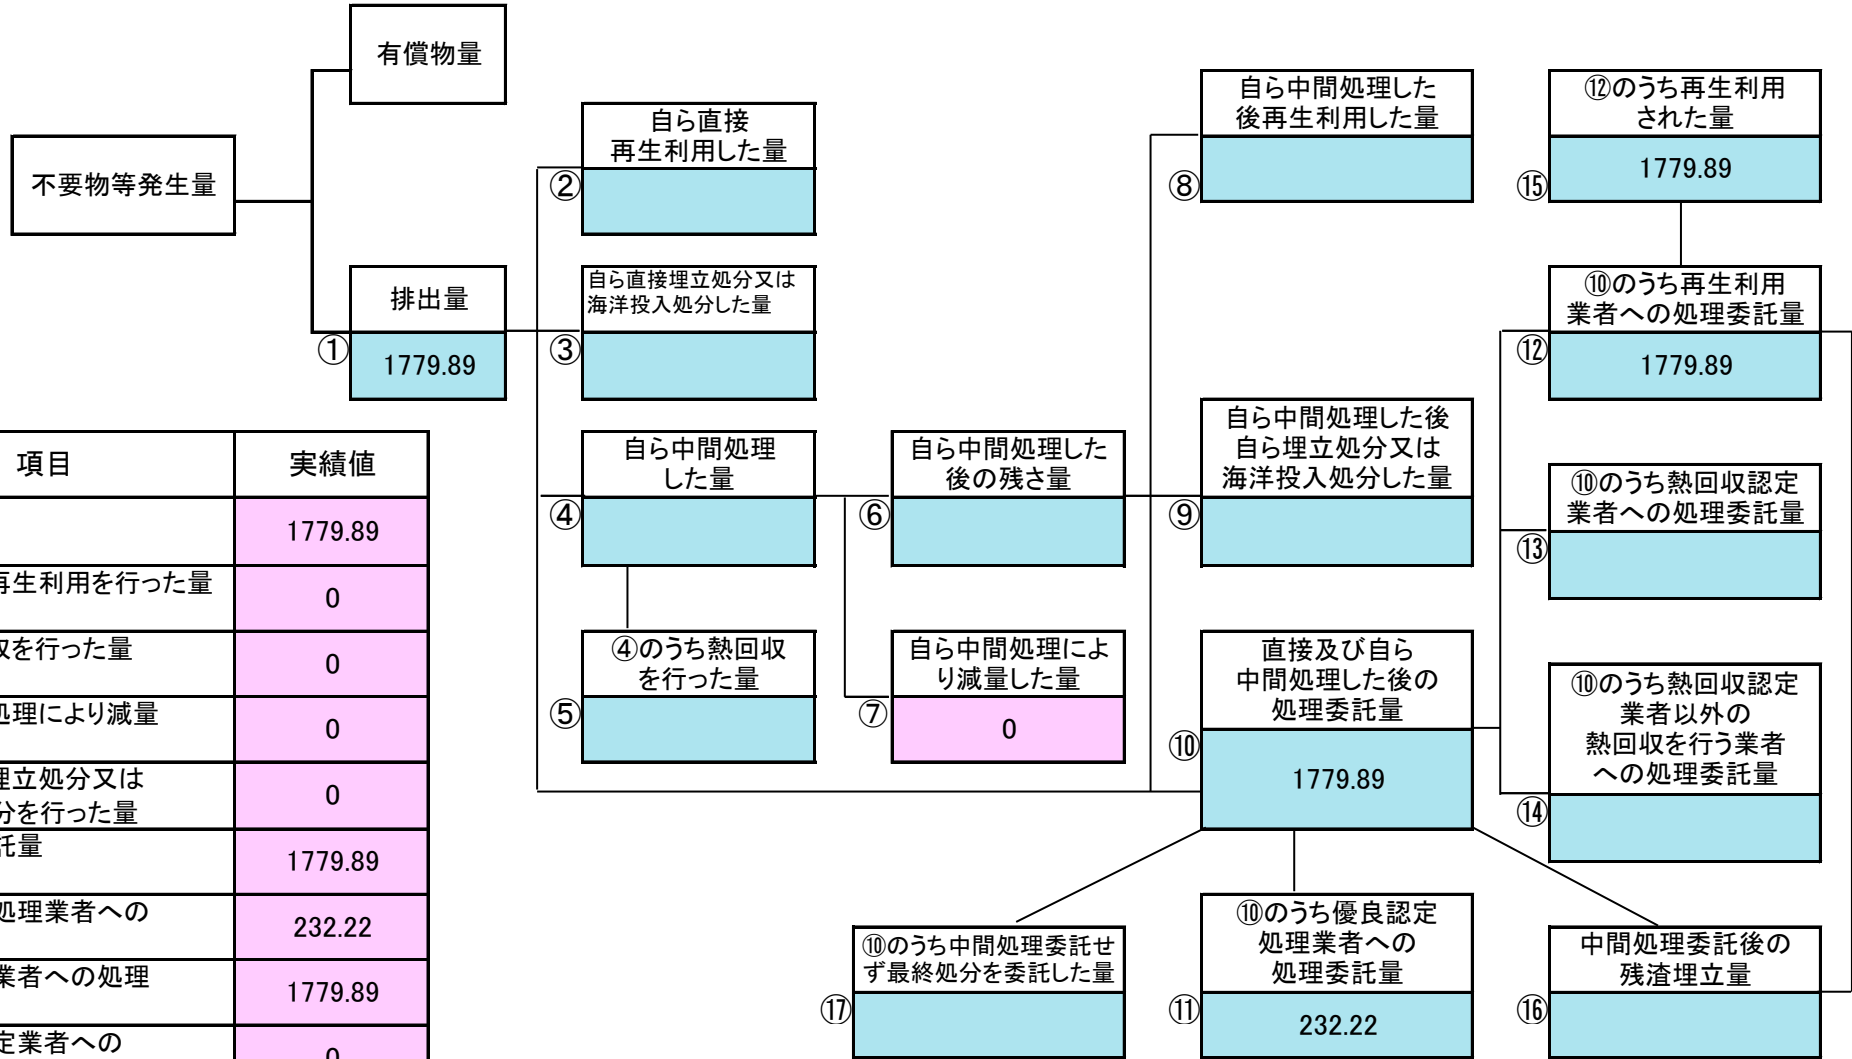 有償物量
不要物等発生量
排出量
①
1779.89
自ら直接
再生利用した量
②
自ら直接埋立処分又は
海洋投入処分した量
③
自ら中間処理
した量
④
④のうち熱回収
を行った量
⑤
自ら中間処理した
後の残さ量
⑥
自ら中間処理によ
り減量した量
⑦
0
自ら中間処理した
後再生利用した量
⑧
自ら中間処理した後
自ら埋立処分又は
海洋投入処分した量
⑨
直接及び自ら
中間処理した後の
処理委託量
⑩
1779.89
⑫のうち再生利用
された量
⑮
1779.89
⑩のうち再生利用
業者への処理委託量
⑫
1779.89
⑩のうち熱回収認定
業者への処理委託量
⑬
⑩のうち熱回収認定
業者以外の
熱回収を行う業者
への処理委託量
⑭
⑩のうち中間処理委託せ
ず最終処分を委託した量
⑰
⑩のうち優良認定
処理業者への
処理委託量
⑪
232.22
中間処理委託後の
残渣埋立量
⑯
項目 実績値
1779.89
再生利用を行った量 0
を行った量 0
処理により減量 0
埋立処分又は
分を行った量 0
託量 1779.89
処理業者への 232.22
業者への処理 1779.89
定業者への 0